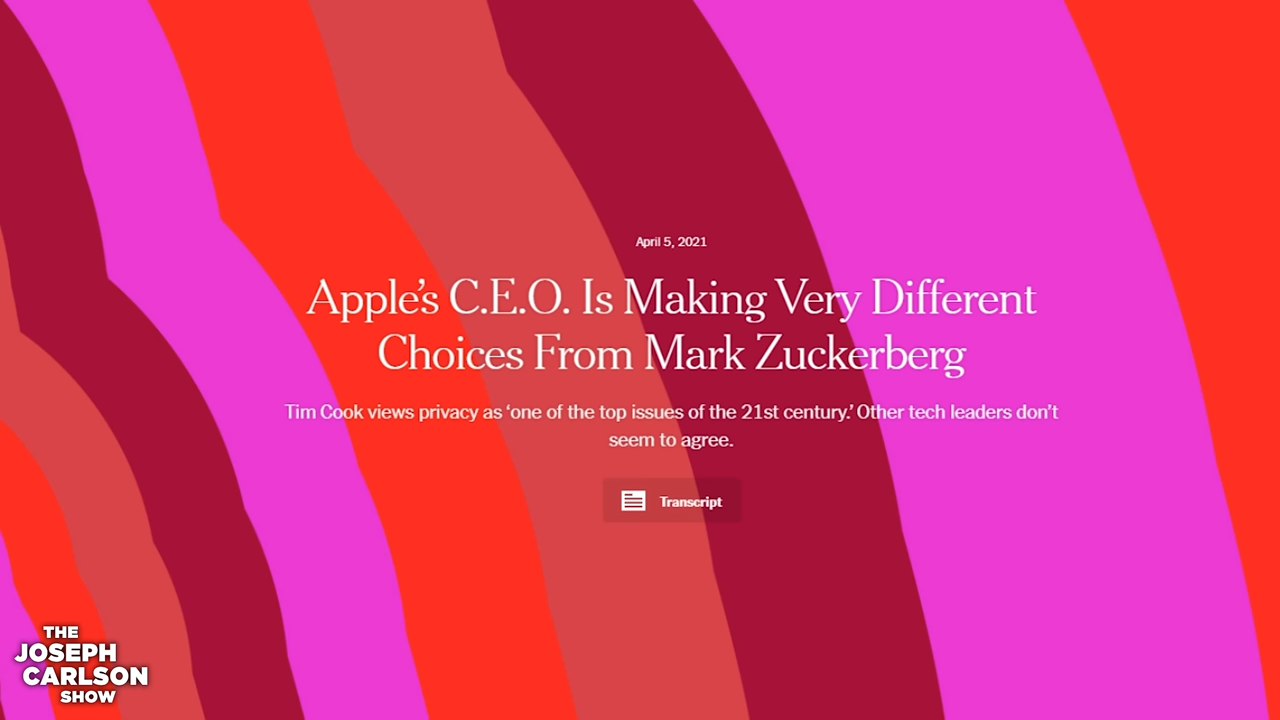 April 5, 2021
Apple’s C.E.O. Is Making Very Different
Choices From Mark Zuckerberg
Tim Cook views privacy as ‘one of the top issues of the 21st century.’ Other tech leaders don’t
seem to agree.
Transcript
THE
JOSEPH
CARLSON
SHOW